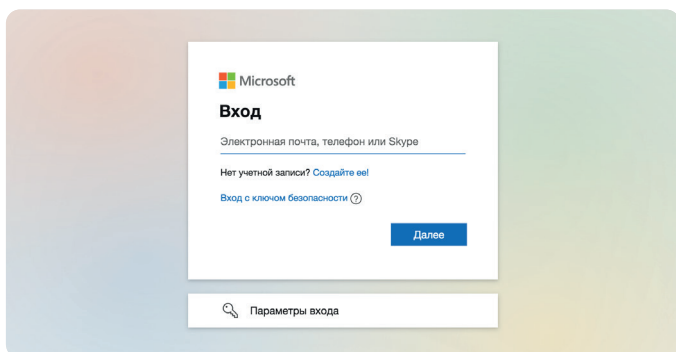 Microsoft
Вход
Электронная почта, телефон или Skype
Нет учетной записи? Создайте ее!
Вход с ключом безопасности ?
Далее
Параметры входа